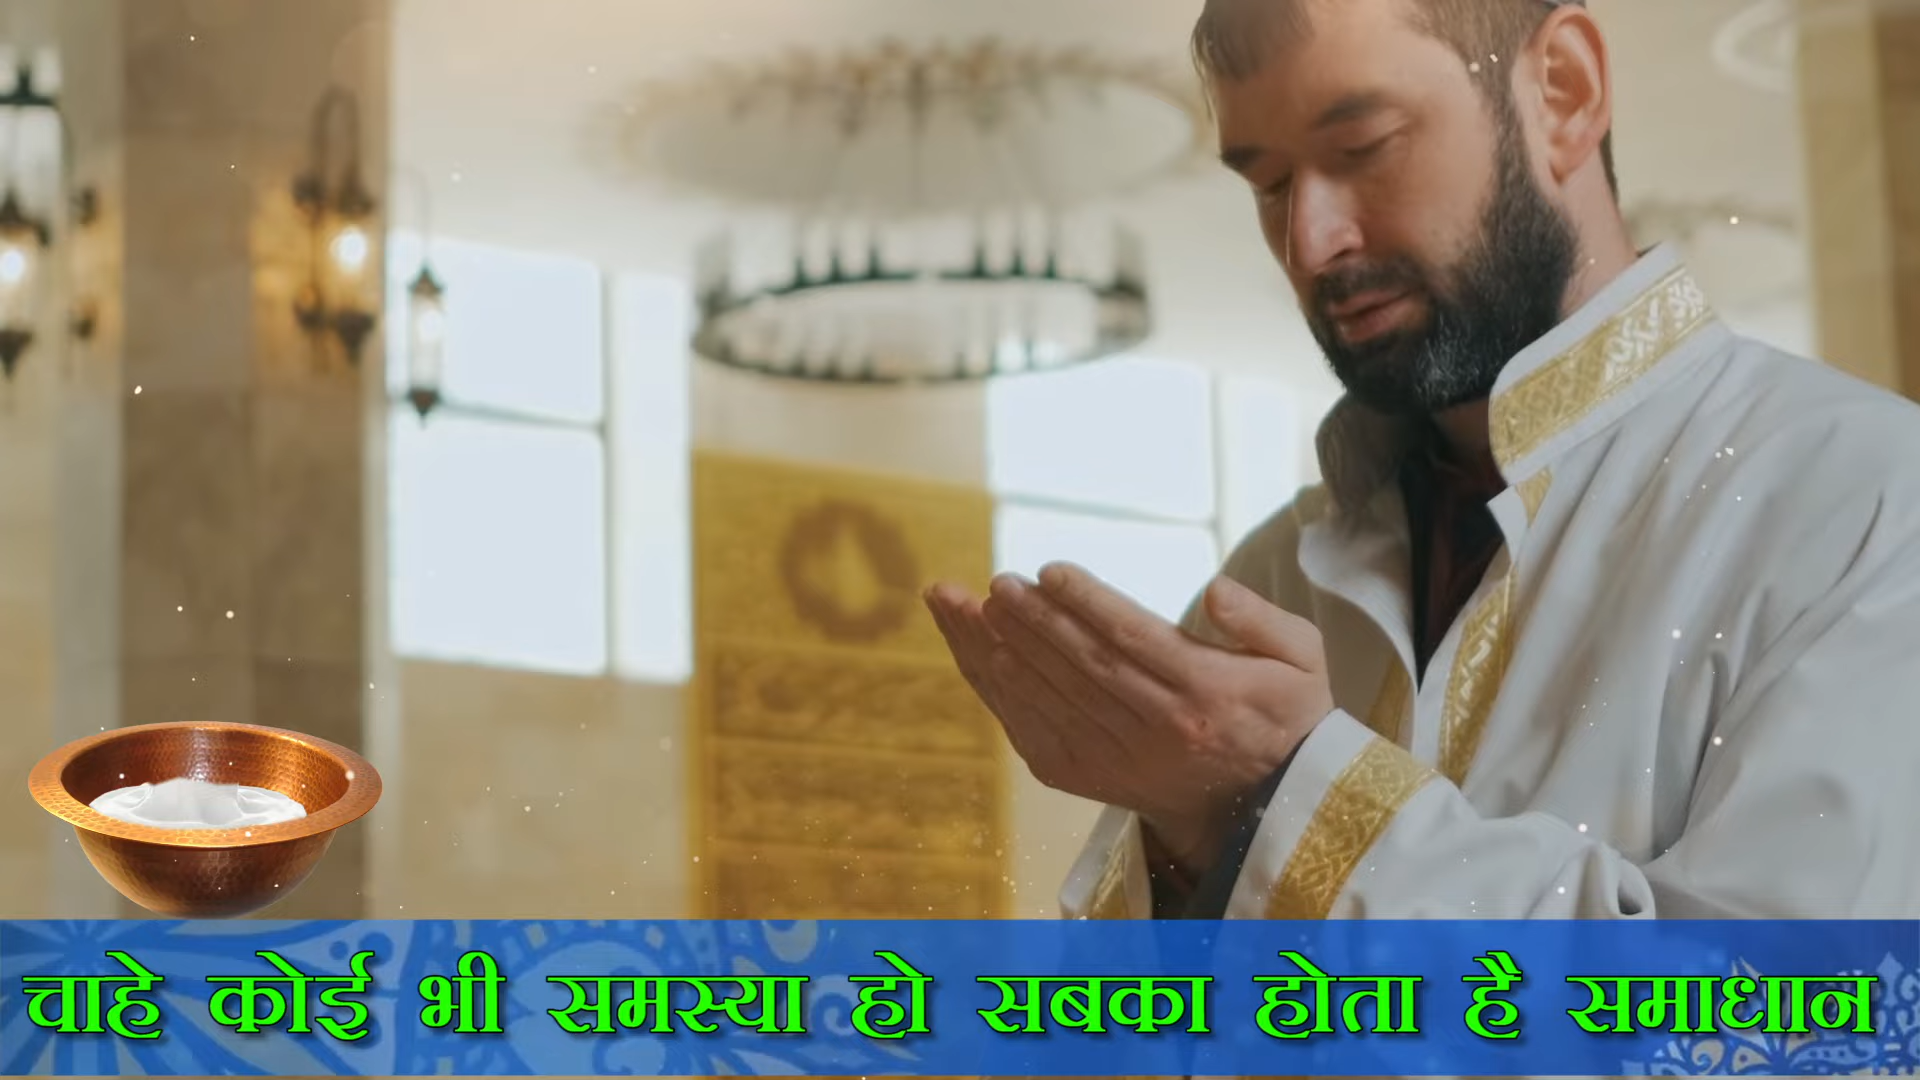 चाहे कोई भी समस्या हो सबका होता है समाधान